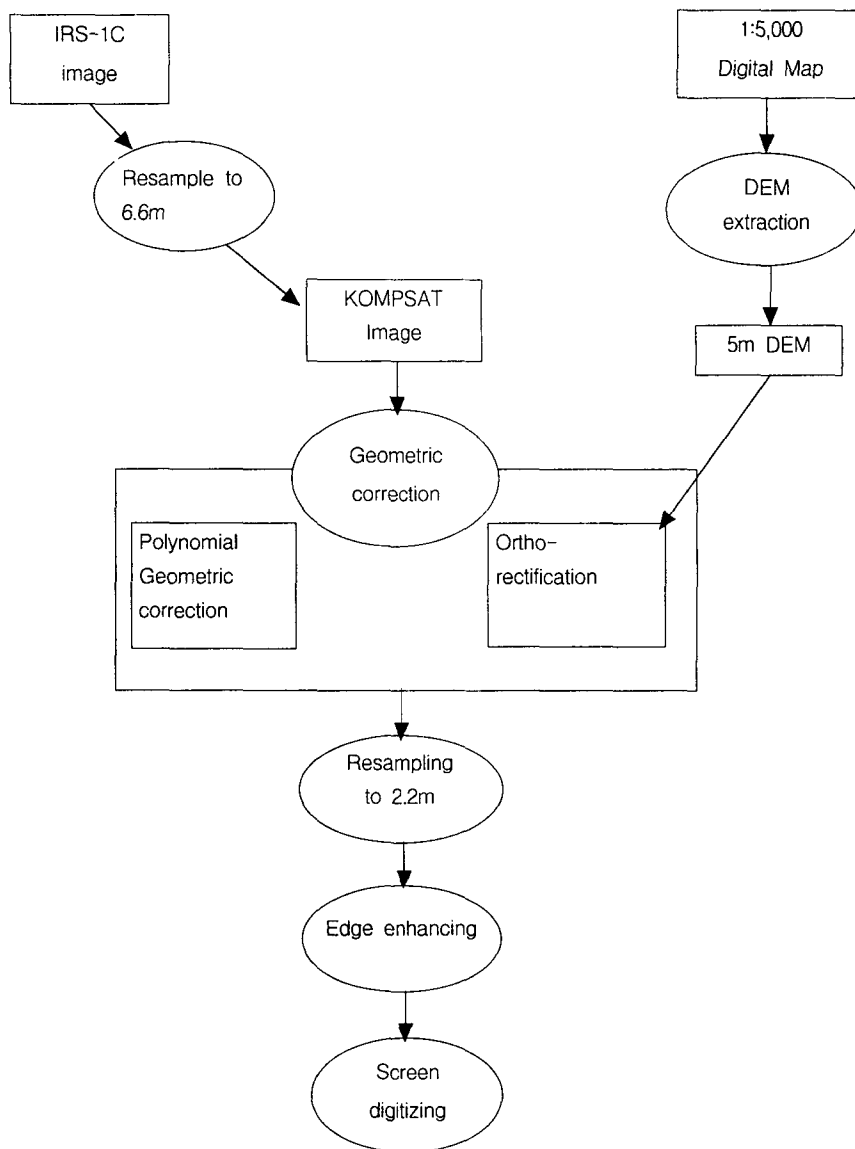 IRS-1C
image
1:5,000
Digital Map
Resample to
6.6m
DEM
extraction
KOMPSAT
Image
5m DEM
Geometric
correction
Polynomial
Geometric
correction
Ortho-
rectification
Resampling
to 2.2m
Edge enhancing
Screen
digitizing